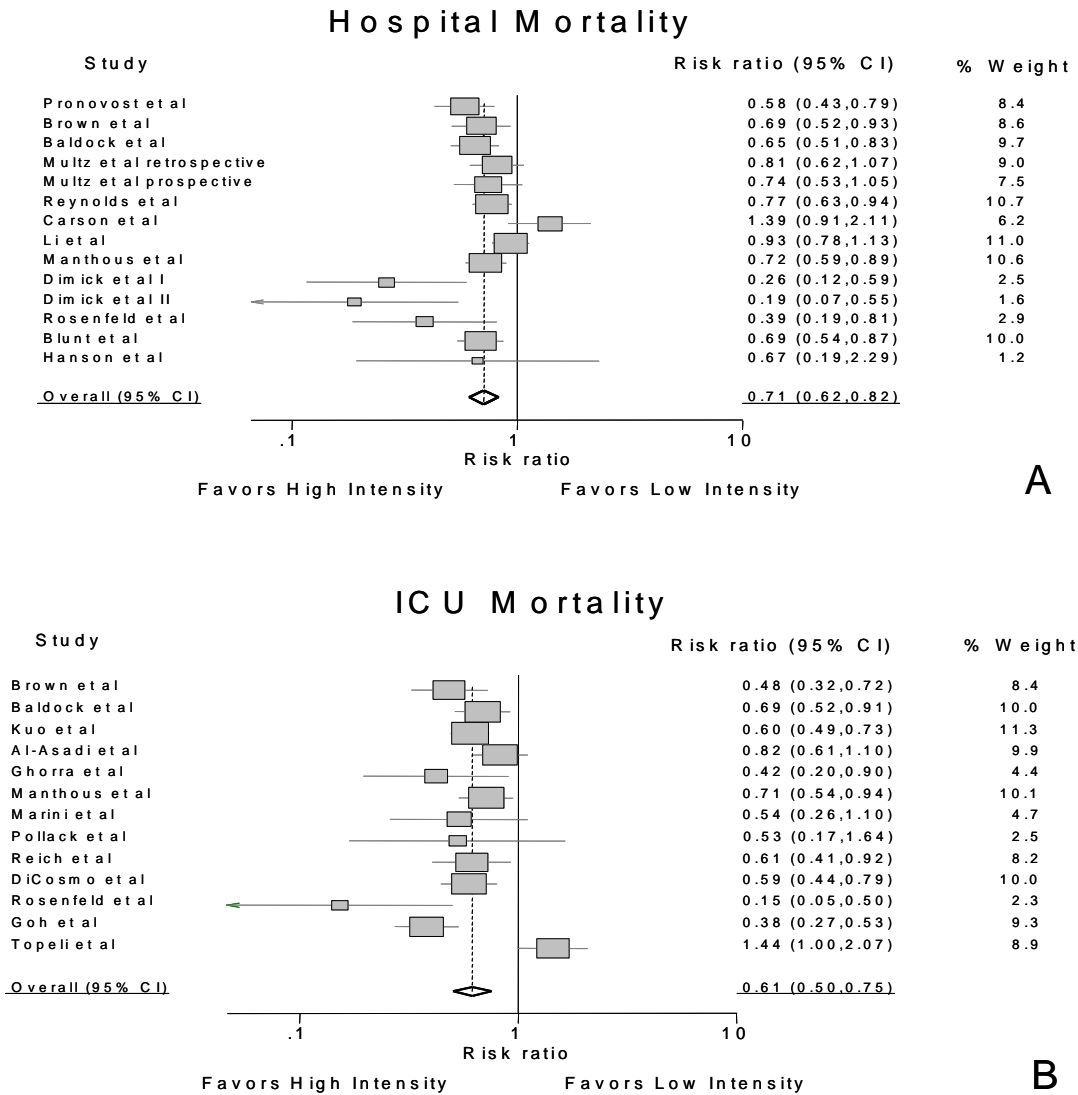 Hospital Mortality
Study Risk ratio (95% CI) % Weight
Pronovost et al 0.58 (0.43,0.79) 8.4
Brown et al 0.69 (0.52,0.93) 8.6
Baldock et al 0.65 (0.51,0.83) 9.7
Multz et al retrospective 0.81 (0.62,1.07) 9.0
Multz et al prospective 0.74 (0.53,1.05) 7.5
Reynolds et al 0.77 (0.63,0.94) 10.7
Carson et al 1.39 (0.91,2.11) 6.2
Li et al 0.93 (0.78,1.13) 11.0
Manthous et al 0.72 (0.59,0.89) 10.6
Dimick et al I 0.26 (0.12,0.59) 2.5
Dimick et al II 0.19 (0.07,0.55) 1.6
Rosenfeld et al 0.39 (0.19,0.81) 2.9
Blunt et al 0.69 (0.54,0.87) 10.0
Hanson et al 0.67 (0.19,2.29) 1.2
Overall (95% CI) 0.71 (0.62,0.82)
.1 1 10
Risk ratio
Favors High Intensity Favors Low Intensity
A
ICU Mortality
Study Risk ratio (95% CI) % Weight
Brown et al 0.48 (0.32,0.72) 8.4
Baldock et al 0.69 (0.52,0.91) 10.0
Kuo et al 0.60 (0.49,0.73) 11.3
Al-Asadi et al 0.82 (0.61,1.10) 9.9
Ghorra et al 0.42 (0.20,0.90) 4.4
Manthous et al 0.71 (0.54,0.94) 10.1
Marini et al 0.54 (0.26,1.10) 4.7
Pollack et al 0.53 (0.17,1.64) 2.5
Reich et al 0.61 (0.41,0.92) 8.2
DiCosmo et al 0.59 (0.44,0.79) 10.0
Rosenfeld et al 0.15 (0.05,0.50) 2.3
Goh et al 0.38 (0.27,0.53) 9.3
Topeli et al 1.44 (1.00,2.07) 8.9
Overall (95% CI) 0.61 (0.50,0.75)
.1 1 10
Risk ratio
Favors High Intensity Favors Low Intensity
B